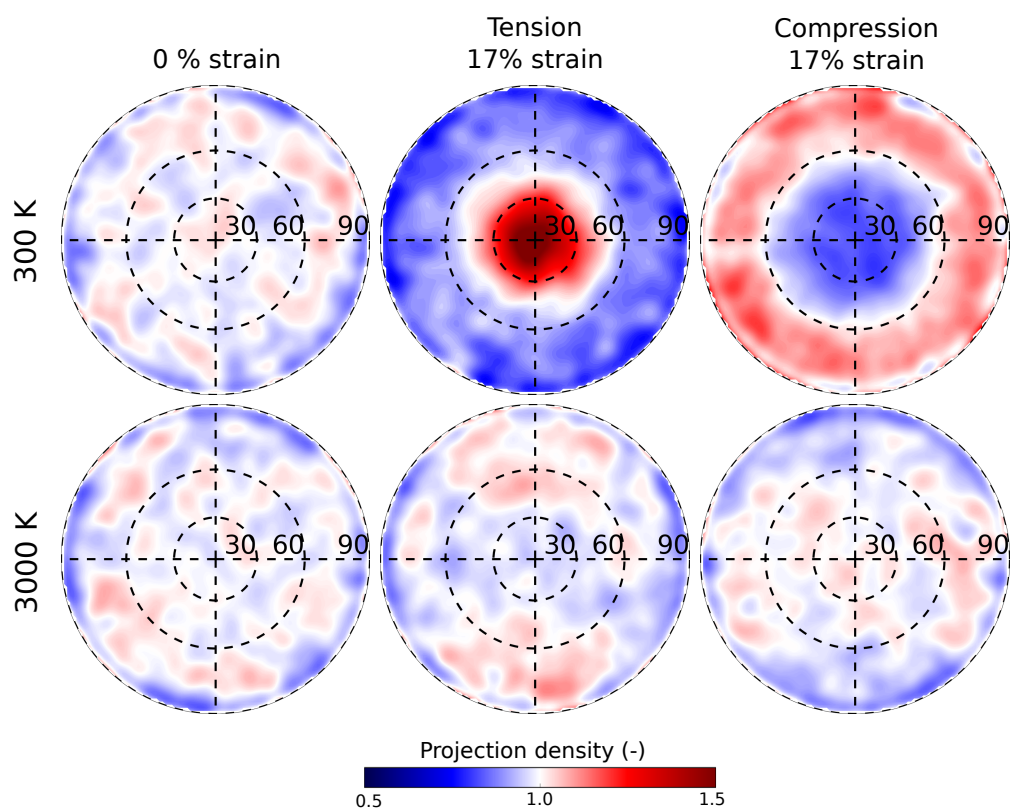 Tension
Compression
0 % strain
17% strain
17% strain
300 K
30 60 90
30 60 90
30 60 90
3000 K
30 60 90
30 60 90
30 60 90
Projection density (-)
0.5 1.0 1.5